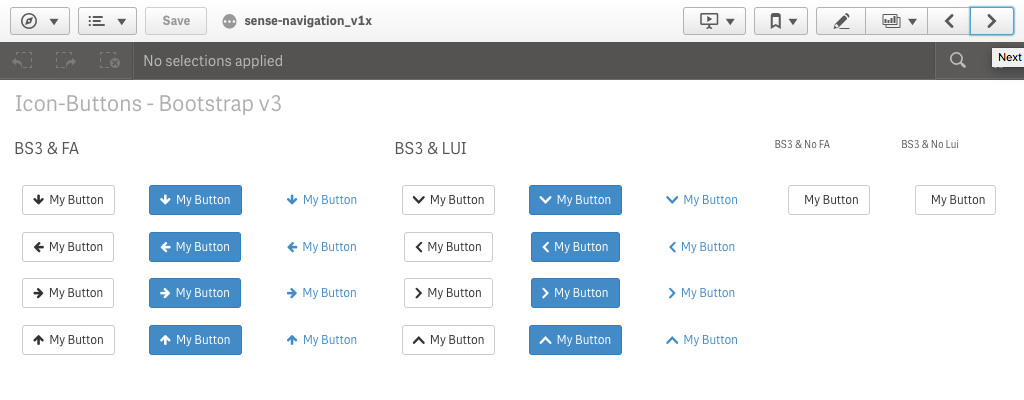 Save
sense-navigation_v1x
No selections applied
Next
Icon-Buttons - Bootstrap v3
BS3 & FA
BS3 & LUI
BS3 & No FA
BS3 & No Lui
My Button My Button My Button My Button My Button My Button My Button My Button
My Button My Button My Button My Button My Button My Button
My Button My Button My Button My Button My Button My Button
My Button My Button My Button My Button My Button My Button